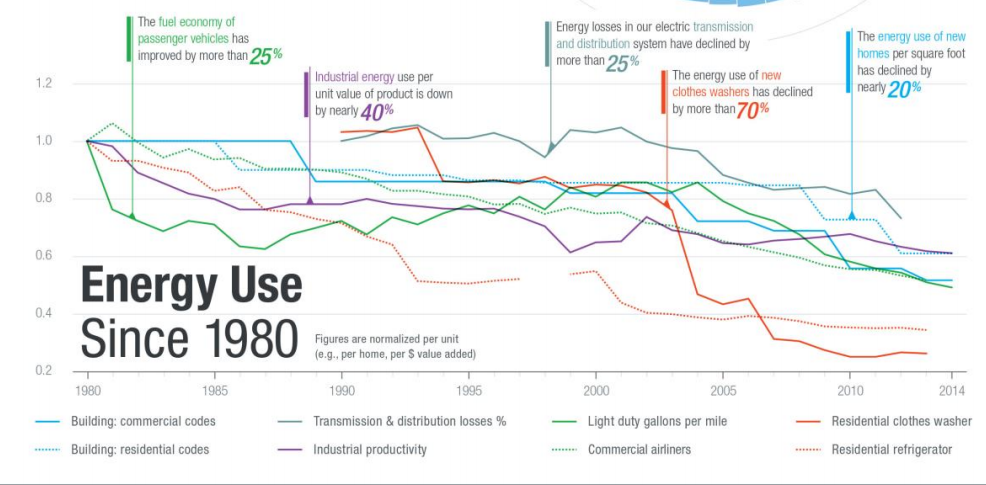 The fuel economy of
passenger vehicles has
improved by more than 25%
Industrial energy use per
unit value of product is down
by nearly 40%
Energy losses in our electric transmission
and distribution system have declined by
more than 25%
The energy use of new
clothes washers has declined
by more than 70%
The energy use of new
homes per square foot
has declined by
nearly 20%
1.2
1.0
0.8
0.6
0.4
0.2
Energy Use
Since 1980
Figures are normalized per unit
(e.g., per home, per $ value added)
1980 1985 1990 1995 2000 2005 2010 2014
Building: commercial codes Transmission & distribution losses % Light duty gallons per mile Residential clothes washer
Building: residential codes Industrial productivity Commercial airliners Residential refrigerator